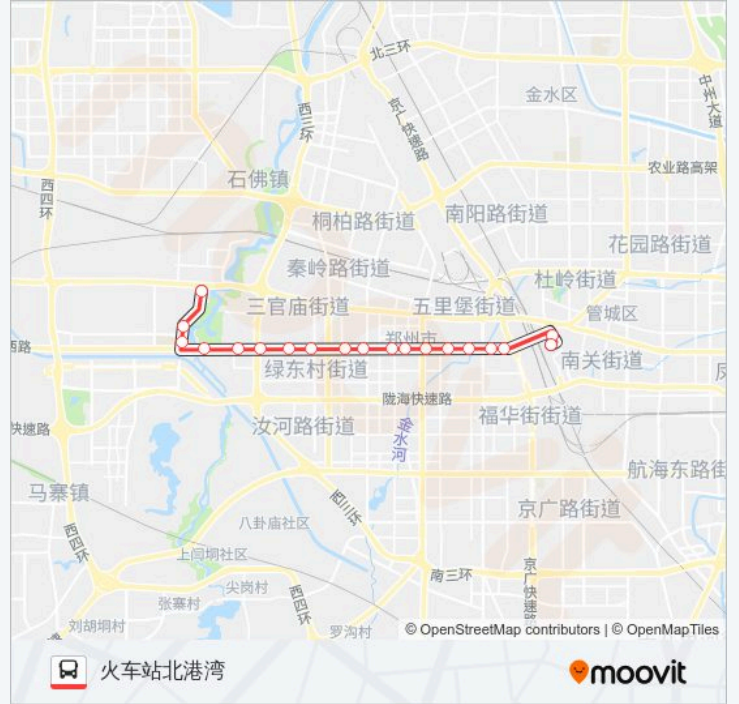 北三环
中州大道
金水区
西三环
京广快速路
农业路高架
石佛镇
西四环
桐柏路街道
南阳路街道
花园路街道
秦岭路街道
杜岭街道
三官庙街道
五里堡街道
管城区
郑州市
西路
南关街道
绿东村街道
陇海快速路
福华街街道
汝河路街道
快速路
金水河
航海东路街
马寨镇
西三环
京广路街道
八卦庙社区
西四环
上闫垌社区
南三环
京广快速路
尖岗村
西四环
张寨村
刘胡垌村
罗沟村
© OpenStreetMap contributors | © OpenMapTiles
火车站北港湾
moovit